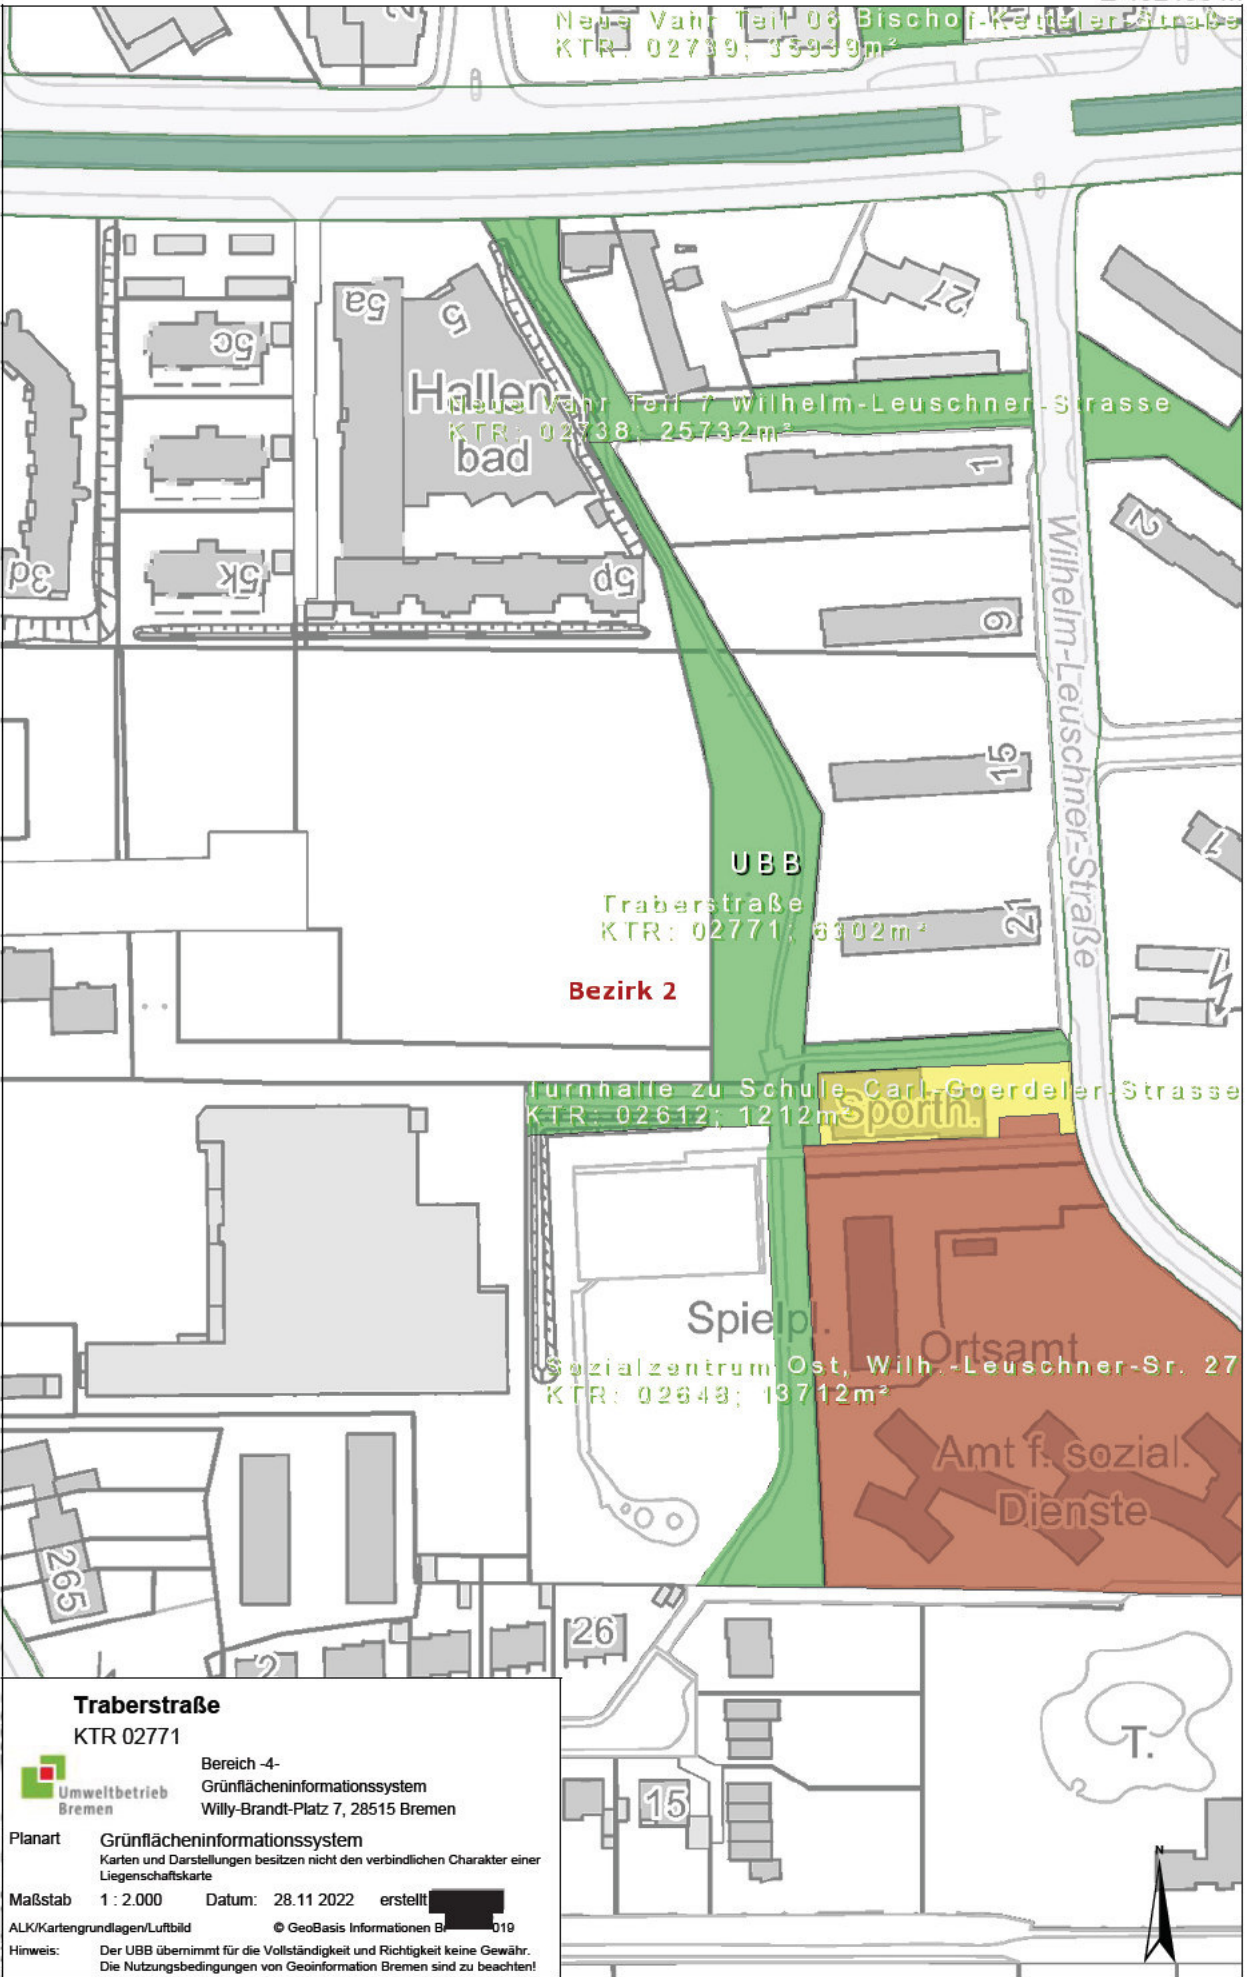 Neue Vahr Teil 06 Bischof-Ketteler-Straße
KTR: 02739; 35939m²
27
5a
5
5c
Hallen
bad
Neue Vahr Teil 7 Wilhelm-Leuschner-Strasse
KTR: 02738; 25732m²
1
2
3d
5k
5p
9
Wilhelm-Leuschner-Straße
15
1
UBB
Traberstraße
KTR: 02771; 6302m²
21
Bezirk 2
Turnhalle zu Schule Carl-Goerdeler-Strasse
KTR: 02612; 1212m²
Sporth.
Spielpl.
Ortsamt
Sozialzentrum Ost, Wilh.-Leuschner-Sr. 27
KTR: 02648; 13712m²
Amt f. sozial.
Dienste
265
26
2
T.
15
N
Traberstraße
KTR 02771
Umweltbetrieb
Bremen
Bereich -4-
Grünflächeninformationssystem
Willy-Brandt-Platz 7, 28515 Bremen
Planart Grünflächeninformationssystem
Karten und Darstellungen besitzen nicht den verbindlichen Charakter einer
Liegenschaftskarte
Maßstab 1 : 2.000 Datum: 28.11 2022 erstellt
ALK/Kartengrundlagen/Luftbild © GeoBasis Informationen B 019
Hinweis: Der UBB übernimmt für die Vollständigkeit und Richtigkeit keine Gewähr.
Die Nutzungsbedingungen von Geoinformation Bremen sind zu beachten!